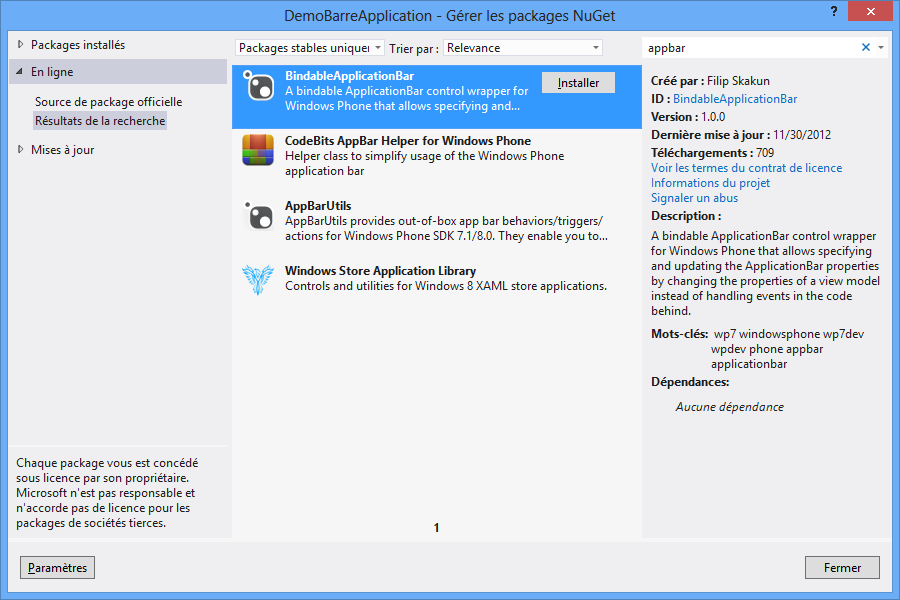 DemoBarreApplication - Gérer les packages NuGet
?
Packages installés
En ligne
Source de package officielle
Résultats de la recherche
Mises à jour
Chaque package vous est concédé
sous licence par son propriétaire.
Microsoft n'est pas responsable et
n'accorde pas de licence pour les
packages de sociétés tierces.
Packages stables uniquer
Trier par :
Relevance
BindableApplicationBar
A bindable ApplicationBar control wrapper for
Windows Phone that allows specifying and...
Installer
CodeBits AppBar Helper for Windows Phone
Helper class to simplify usage of the Windows Phone
application bar
AppBarUtils
AppBarUtils provides out-of-box app bar behaviors/triggers/
actions for Windows Phone SDK 7.1/8.0. They enable you to...
Windows Store Application Library
Controls and utilities for Windows 8 XAML store applications.
1
appbar
Créé par : Filip Skakun
ID : BindableApplicationBar
Version : 1.0.0
Dernière mise à jour : 11/30/2012
Téléchargements : 709
Voir les termes du contrat de licence
Informations du projet
Signaler un abus
Description :
A bindable ApplicationBar control wrapper
for Windows Phone that allows specifying
and updating the ApplicationBar properties
by changing the properties of a view model
instead of handling events in the code
behind.
Mots-clés: wp7 windowsphone wp7dev
wpdev phone appbar
applicationbar
Dépendances:
Aucune dépendance
Paramètres
Fermer